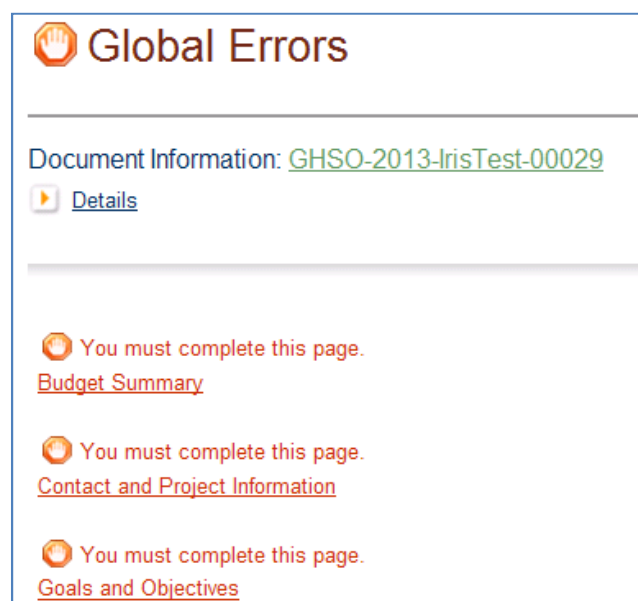 Global Errors
Document Information: GHSO-2013-IrisTest-00029
Details
You must complete this page.
Budget Summary
You must complete this page.
Contact and Project Information
You must complete this page.
Goals and Objectives